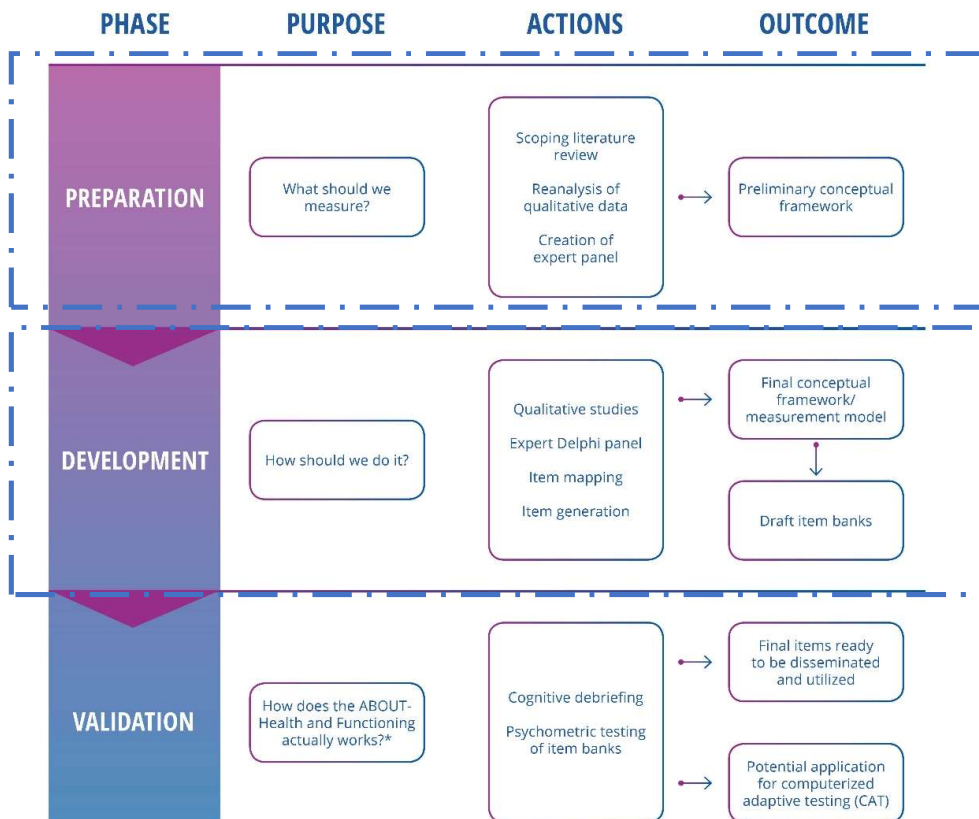 PHASE
PURPOSE
ACTIONS
OUTCOME
PREPARATION
What should we
measure?
Scoping literature
review
Reanalysis of
qualitative data
Creation of
expert panel
Preliminary conceptual
framework
DEVELOPMENT
How should we do it?
Qualitative studies
Expert Delphi panel
Item mapping
Item generation
Final conceptual
framework/
measurement model
Draft item banks
VALIDATION
How does the ABOUT-
Health and Functioning
actually works?*
Cognitive debriefing
Psychometric testing
of item banks
Final items ready
to be disseminated
and utilized
Potential application
for computerized
adaptive testing (CAT)